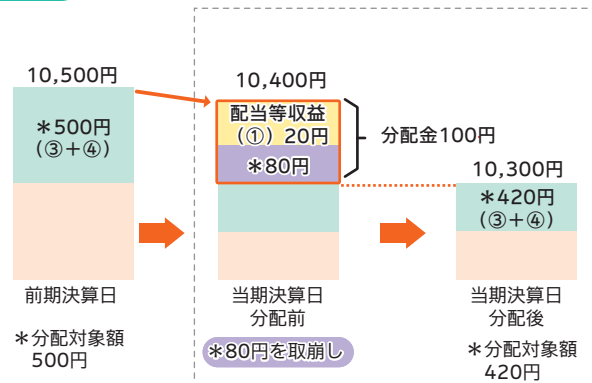 10,500円
＊500円
（③＋④）
前期決算日
＊分配対象額
500円
10,400円
配当等収益
（①）20円
＊80円
分配金100円
当期決算日
分配前
＊80円を取崩し
10,300円
＊420円
（③＋④）
当期決算日
分配後
＊分配対象額
420円